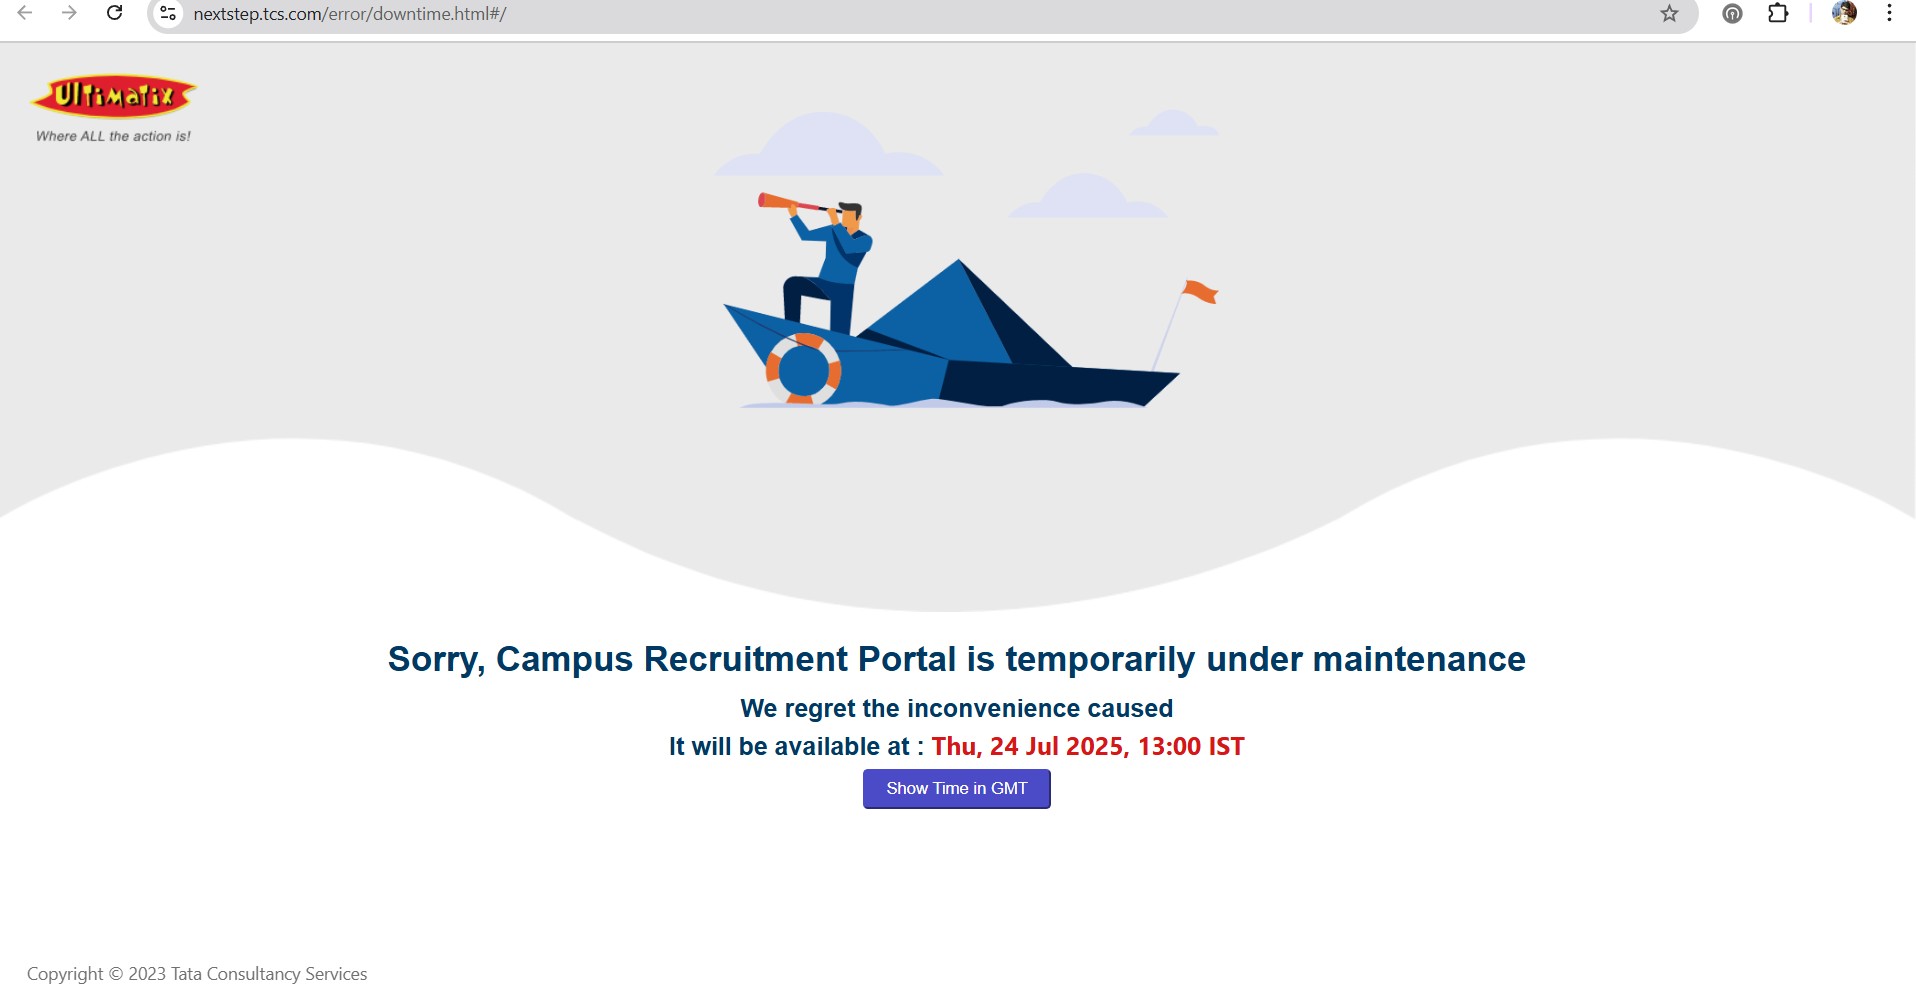 nextstep.tcs.com/error/downtime.html#/
Ultimatix
Where ALL the action is!
Sorry, Campus Recruitment Portal is temporarily under maintenance
We regret the inconvenience caused
It will be available at : Thu, 24 Jul 2025, 13:00 IST
Show Time in GMT
Copyright © 2023 Tata Consultancy Services